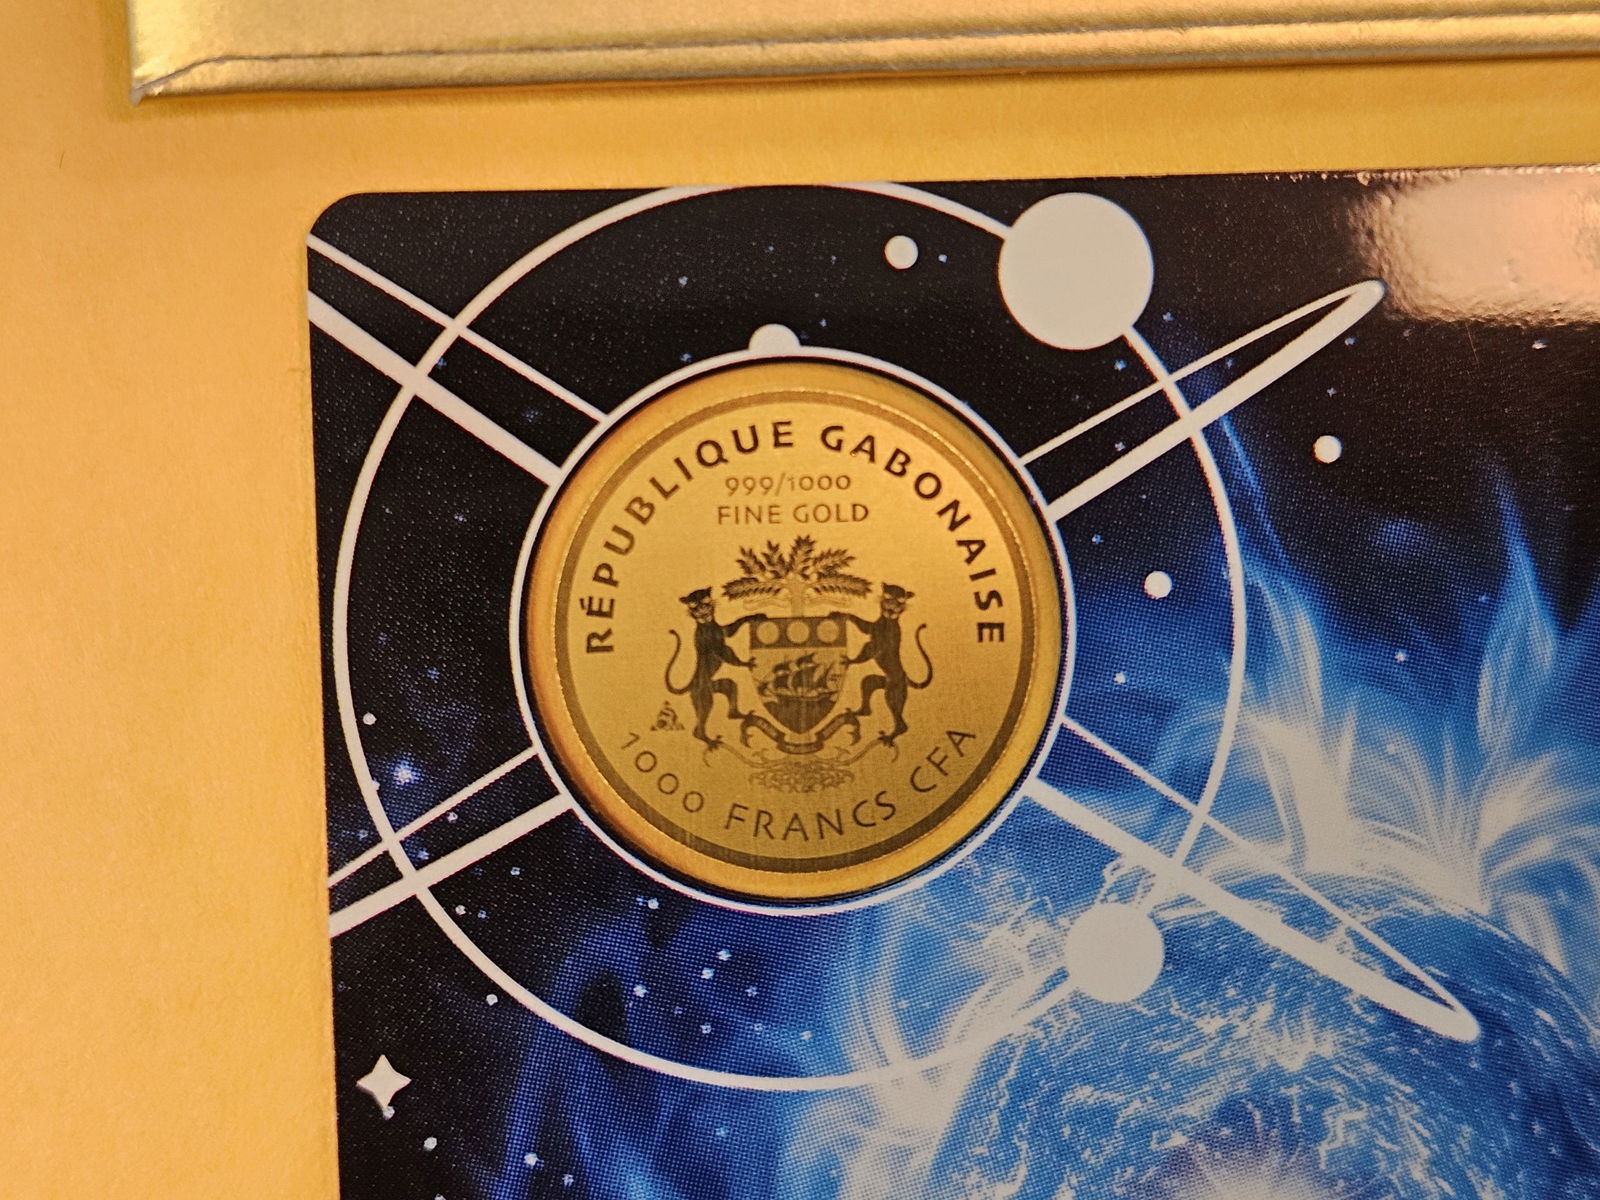 RÉPUBLIQUE GABONAISE
999/1000
FINE GOLD
1000 FRANCS CFA